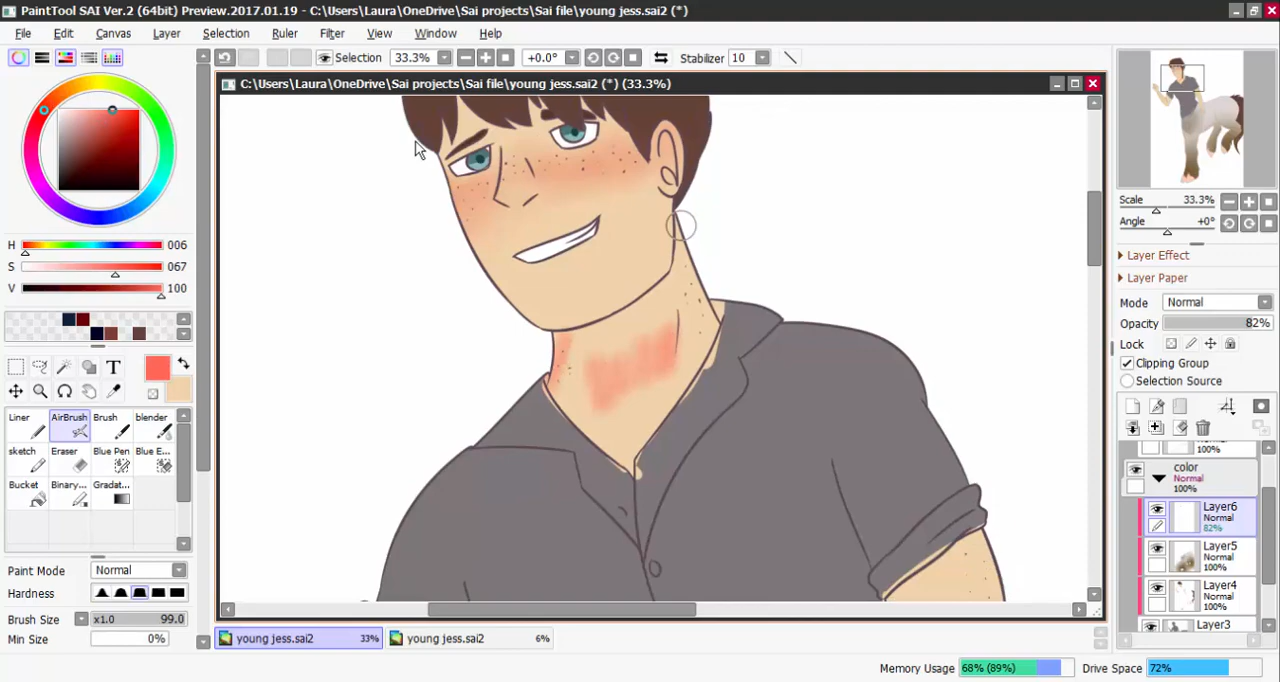 PaintTool SAI Ver.2 (64bit) Preview.2017.01.19 - C:\Users\Laura\OneDrive\Sai projects\Sai file\young jess.sai2 (*)
File Edit Canvas Layer Selection Ruler Filter View Window Help
Selection 33.3% +0.0° Stabilizer 10
C:\Users\Laura\OneDrive\Sai projects\Sai file\young jess.sai2 (*) (33.3%)
Scale 33.3%
Angle +0°
Layer Effect
Layer Paper
Mode Normal
Opacity 82%
Lock
Clipping Group
Selection Source
H 006
S 067
V 100
T
Liner AirBrush Brush blender
sketch Eraser Blue Pen Blue E...
Bucket Binary... Gradat...
Paint Mode Normal
Hardness
Brush Size x1.0 99.0
Min Size 0%
Normal
100%
color
Normal
100%
Layer6
Normal
82%
Layer5
Normal
100%
Layer4
Normal
100%
Layer3
young jess.sai2 33% young jess.sai2 6%
Memory Usage 68% (89%) Drive Space 72%